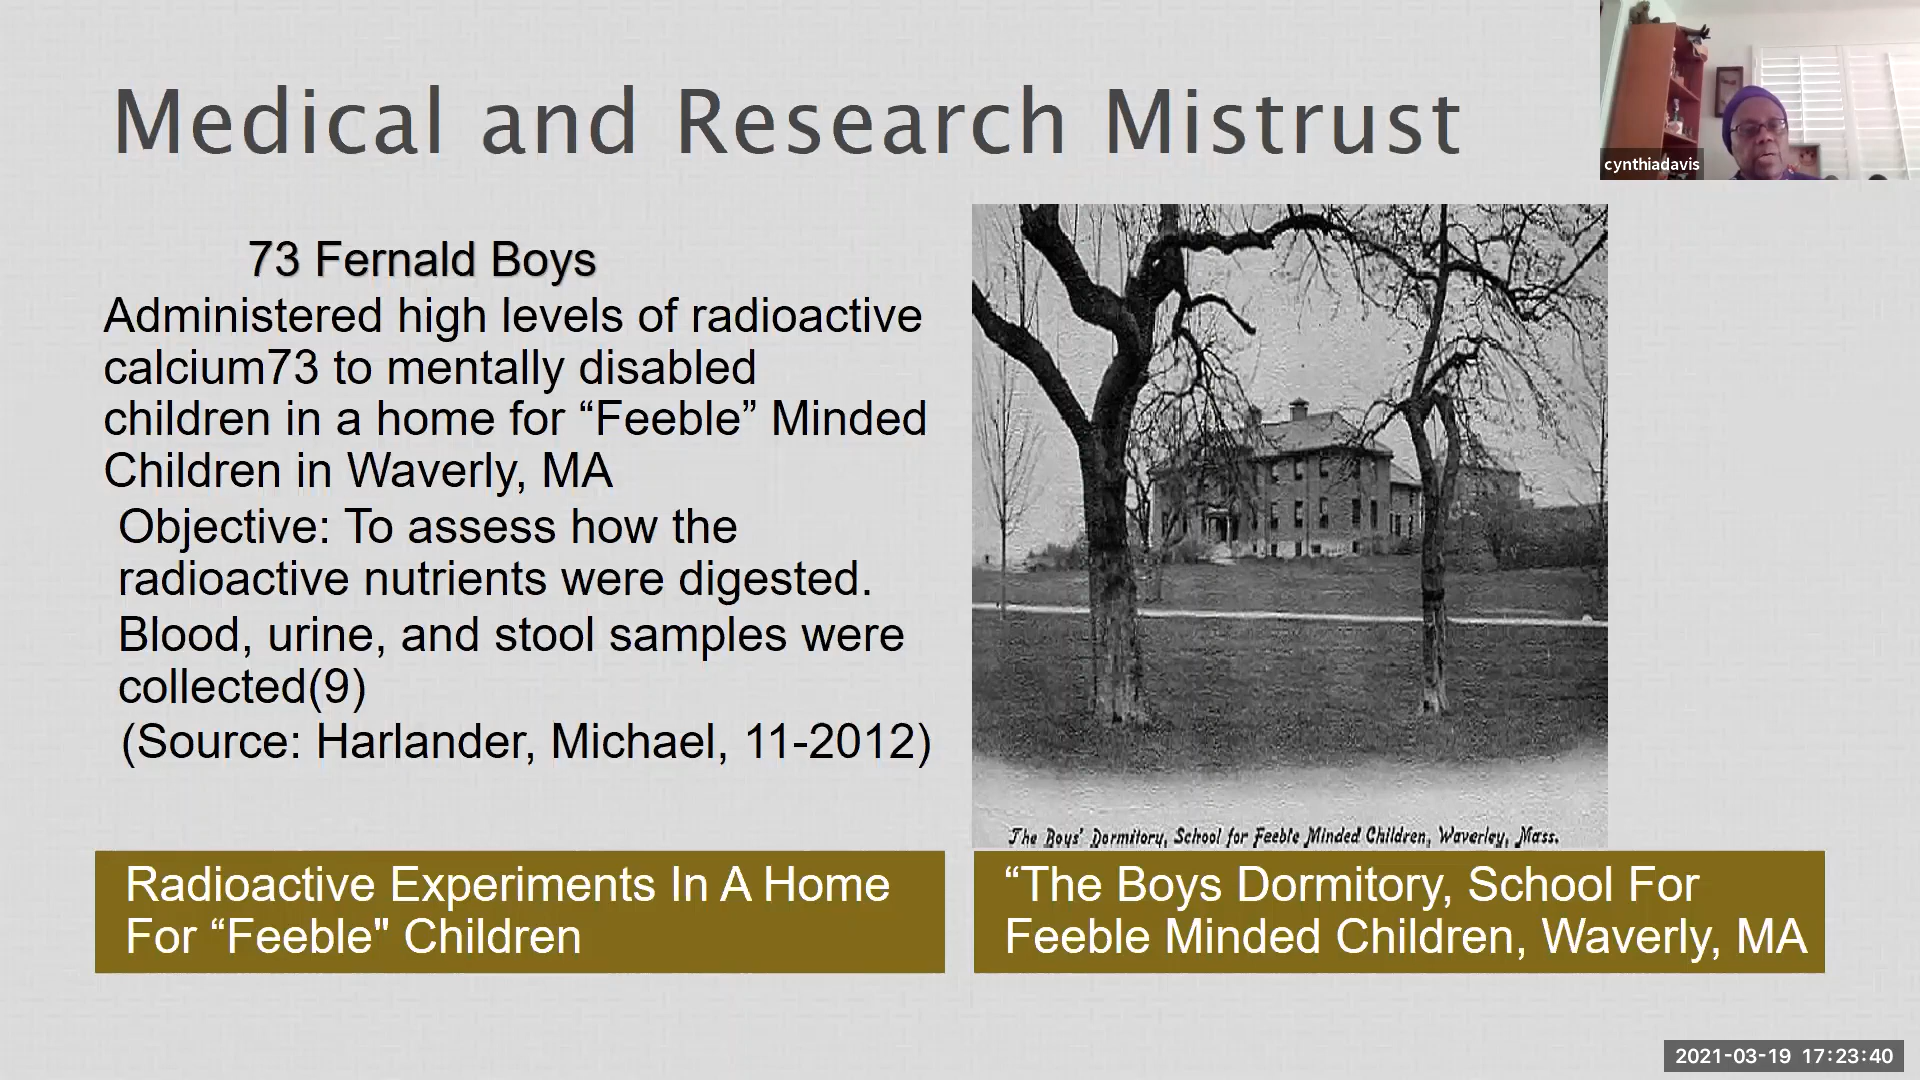 Medical and Research Mistrust
cynthiadavis
73 Fernald Boys
Administered high levels of radioactive
calcium73 to mentally disabled
children in a home for “Feeble” Minded
Children in Waverly, MA
Objective: To assess how the
radioactive nutrients were digested.
Blood, urine, and stool samples were
collected(9)
(Source: Harlander, Michael, 11-2012)
The Boys' Dormitory, School for Feeble Minded Children, Waverley, Mass.
Radioactive Experiments In A Home
For “Feeble" Children
“The Boys Dormitory, School For
Feeble Minded Children, Waverly, MA
2021-03-19 17:23:40